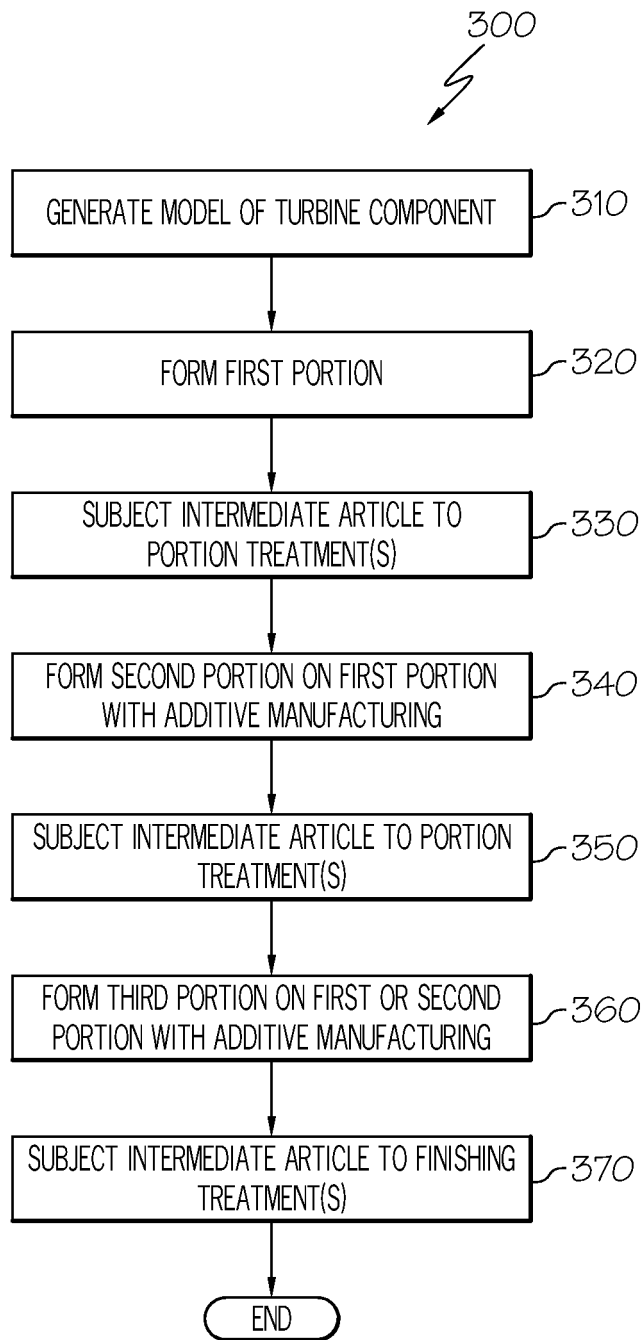 300
GENERATE MODEL OF TURBINE COMPONENT
310
FORM FIRST PORTION
320
SUBJECT INTERMEDIATE ARTICLE TO
PORTION TREATMENT(S)
330
FORM SECOND PORTION ON FIRST PORTION
WITH ADDITIVE MANUFACTURING
340
SUBJECT INTERMEDIATE ARTICLE TO PORTION
TREATMENT(S)
350
FORM THIRD PORTION ON FIRST OR SECOND
PORTION WITH ADDITIVE MANUFACTURING
360
SUBJECT INTERMEDIATE ARTICLE TO FINISHING
TREATMENT(S)
370
END